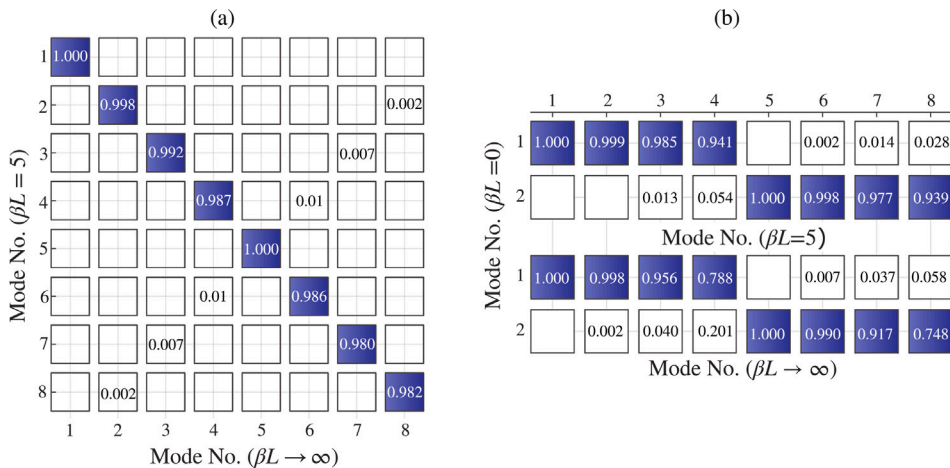 (a)
1 1.000
2 0.998 0.002
3 0.992 0.007
4 0.987 0.01
5 1.000
6 0.01 0.986
7 0.007 0.980
8 0.002 0.982
1 2 3 4 5 6 7 8
Mode No. (βL → ∞)
Mode No. (βL = 5)
(b)
1 2 3 4 5 6 7 8
1 1.000 0.999 0.985 0.941 0.002 0.014 0.028
2 0.013 0.054 1.000 0.998 0.977 0.939
Mode No. (βL=5)
1 1.000 0.998 0.956 0.788 0.007 0.037 0.058
2 0.002 0.040 0.201 1.000 0.990 0.917 0.748
Mode No. (βL → ∞)
Mode No. (βL =0)